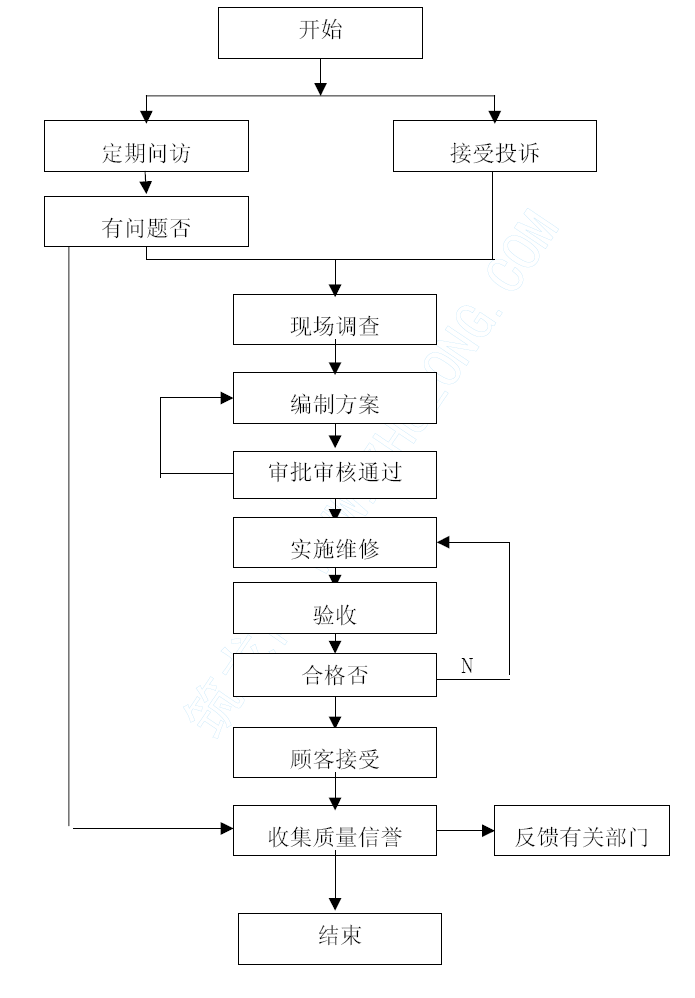 开始
定期问访
接受投诉
有问题否
现场调查
编制方案
审批审核通过
实施维修
验收
合格否
N
顾客接受
收集质量信誉
反馈有关部门
结束